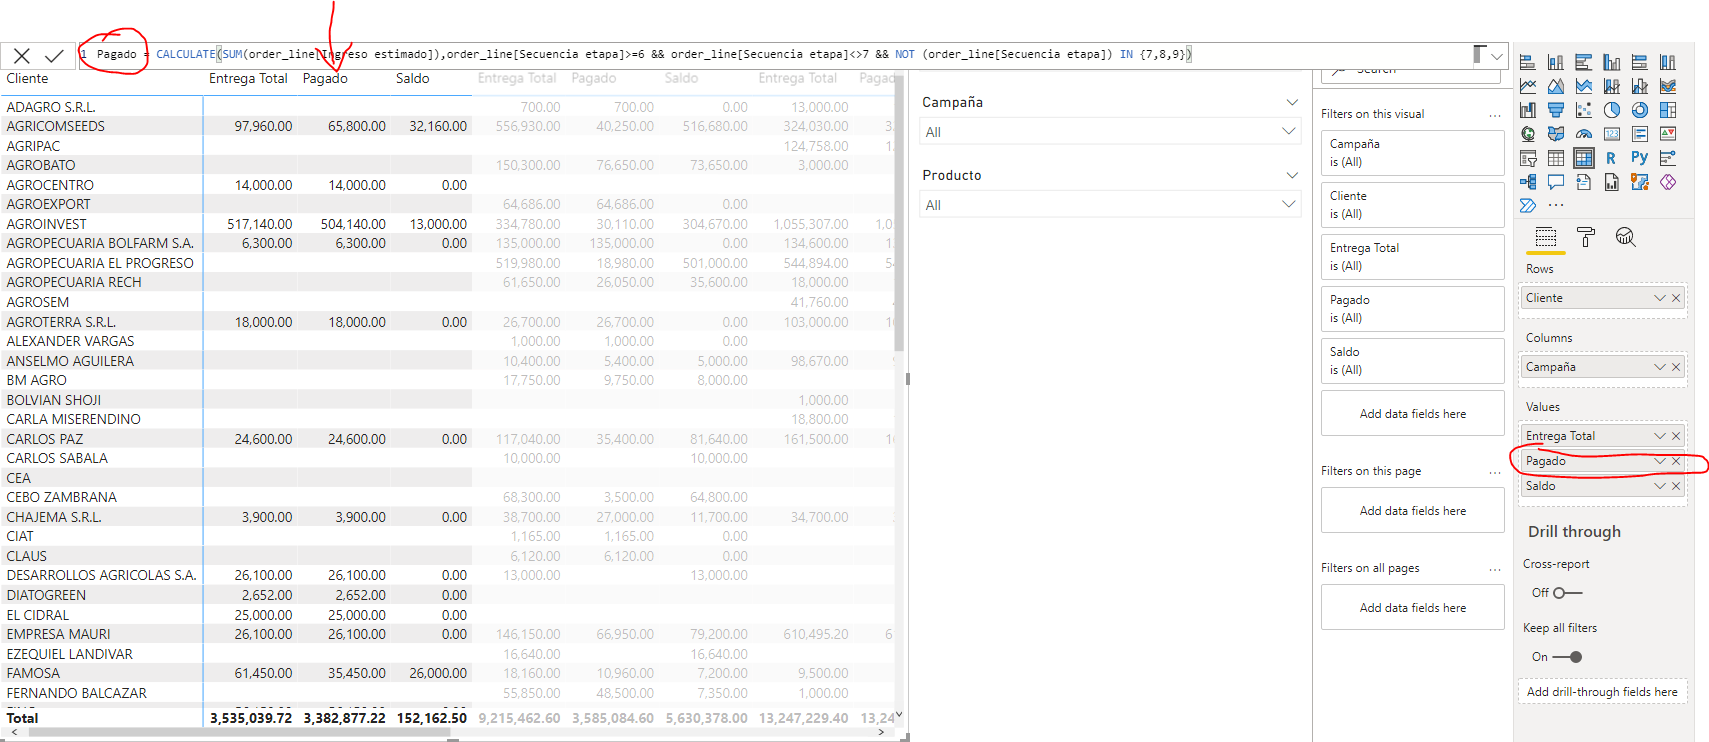 1 Pagado = CALCULATE(SUM(order_line[Ingreso estimado]),order_line[Secuencia etapa]>=6 && order_line[Secuencia etapa]<>7 && NOT (order_line[Secuencia etapa]) IN {7,8,9})
Cliente Entrega Total Pagado Saldo Entrega Total Pagado Saldo Entrega Total Pagad
ADAGRO S.R.L. 700.00 700.00 0.00 13,000.00
AGRICOMSEEDS 97,960.00 65,800.00 32,160.00 556,930.00 40,250.00 516,680.00 324,030.00
AGRIPAC 124,758.00
AGROBATO 150,300.00 76,650.00 73,650.00 3,000.00
AGROCENTRO 14,000.00 14,000.00 0.00
AGROEXPORT 64,686.00 64,686.00 0.00
AGROINVEST 517,140.00 504,140.00 13,000.00 334,780.00 30,110.00 304,670.00 1,055,307.00
AGROPECUARIA BOLFARM S.A. 6,300.00 6,300.00 0.00 135,000.00 135,000.00 0.00 134,600.00
AGROPECUARIA EL PROGRESO 519,980.00 18,980.00 501,000.00 544,894.00
AGROPECUARIA RECH 61,650.00 26,050.00 35,600.00 18,000.00
AGROSEM 41,760.00
AGROTERRA S.R.L. 18,000.00 18,000.00 0.00 26,700.00 26,700.00 0.00 103,000.00
ALEXANDER VARGAS 1,000.00 1,000.00 0.00
ANSELMO AGUILERA 10,400.00 5,400.00 5,000.00 98,670.00
BM AGRO 17,750.00 9,750.00 8,000.00
BOLVIAN SHOJI 1,000.00
CARLA MISERENDINO 18,800.00
CARLOS PAZ 24,600.00 24,600.00 0.00 117,040.00 35,400.00 81,640.00 161,500.00
CARLOS SABALA 10,000.00 10,000.00
CEA
CEBO ZAMBRANA 68,300.00 3,500.00 64,800.00
CHAJEMA S.R.L. 3,900.00 3,900.00 0.00 38,700.00 27,000.00 11,700.00 34,700.00
CIAT 1,165.00 1,165.00 0.00
CLAUS 6,120.00 6,120.00 0.00
DESARROLLOS AGRICOLAS S.A. 26,100.00 26,100.00 0.00 13,000.00 13,000.00
DIATOGREEN 2,652.00 2,652.00 0.00
EL CIDRAL 25,000.00 25,000.00 0.00
EMPRESA MAURI 26,100.00 26,100.00 0.00 146,150.00 66,950.00 79,200.00 610,495.20
EZEQUIEL LANDIVAR 16,640.00 16,640.00
FAMOSA 61,450.00 35,450.00 26,000.00 18,160.00 10,960.00 7,200.00 9,500.00
FERNANDO BALCAZAR 55,850.00 48,500.00 7,350.00 1,000.00
Total 3,535,039.72 3,382,877.22 152,162.50 9,215,462.60 3,585,084.60 5,630,378.00 13,247,229.40 13,24
Campaña
All
Producto
All
Search
Filters on this visual ...
Campaña
is (All)
Cliente
is (All)
Entrega Total
is (All)
Pagado
is (All)
Saldo
is (All)
Add data fields here
Filters on this page ...
Add data fields here
Filters on all pages ...
Add data fields here
R Py
...
Rows
Cliente
Columns
Campaña
Values
Entrega Total
Pagado
Saldo
Drill through
Cross-report
Off
Keep all filters
On
Add drill-through fields here